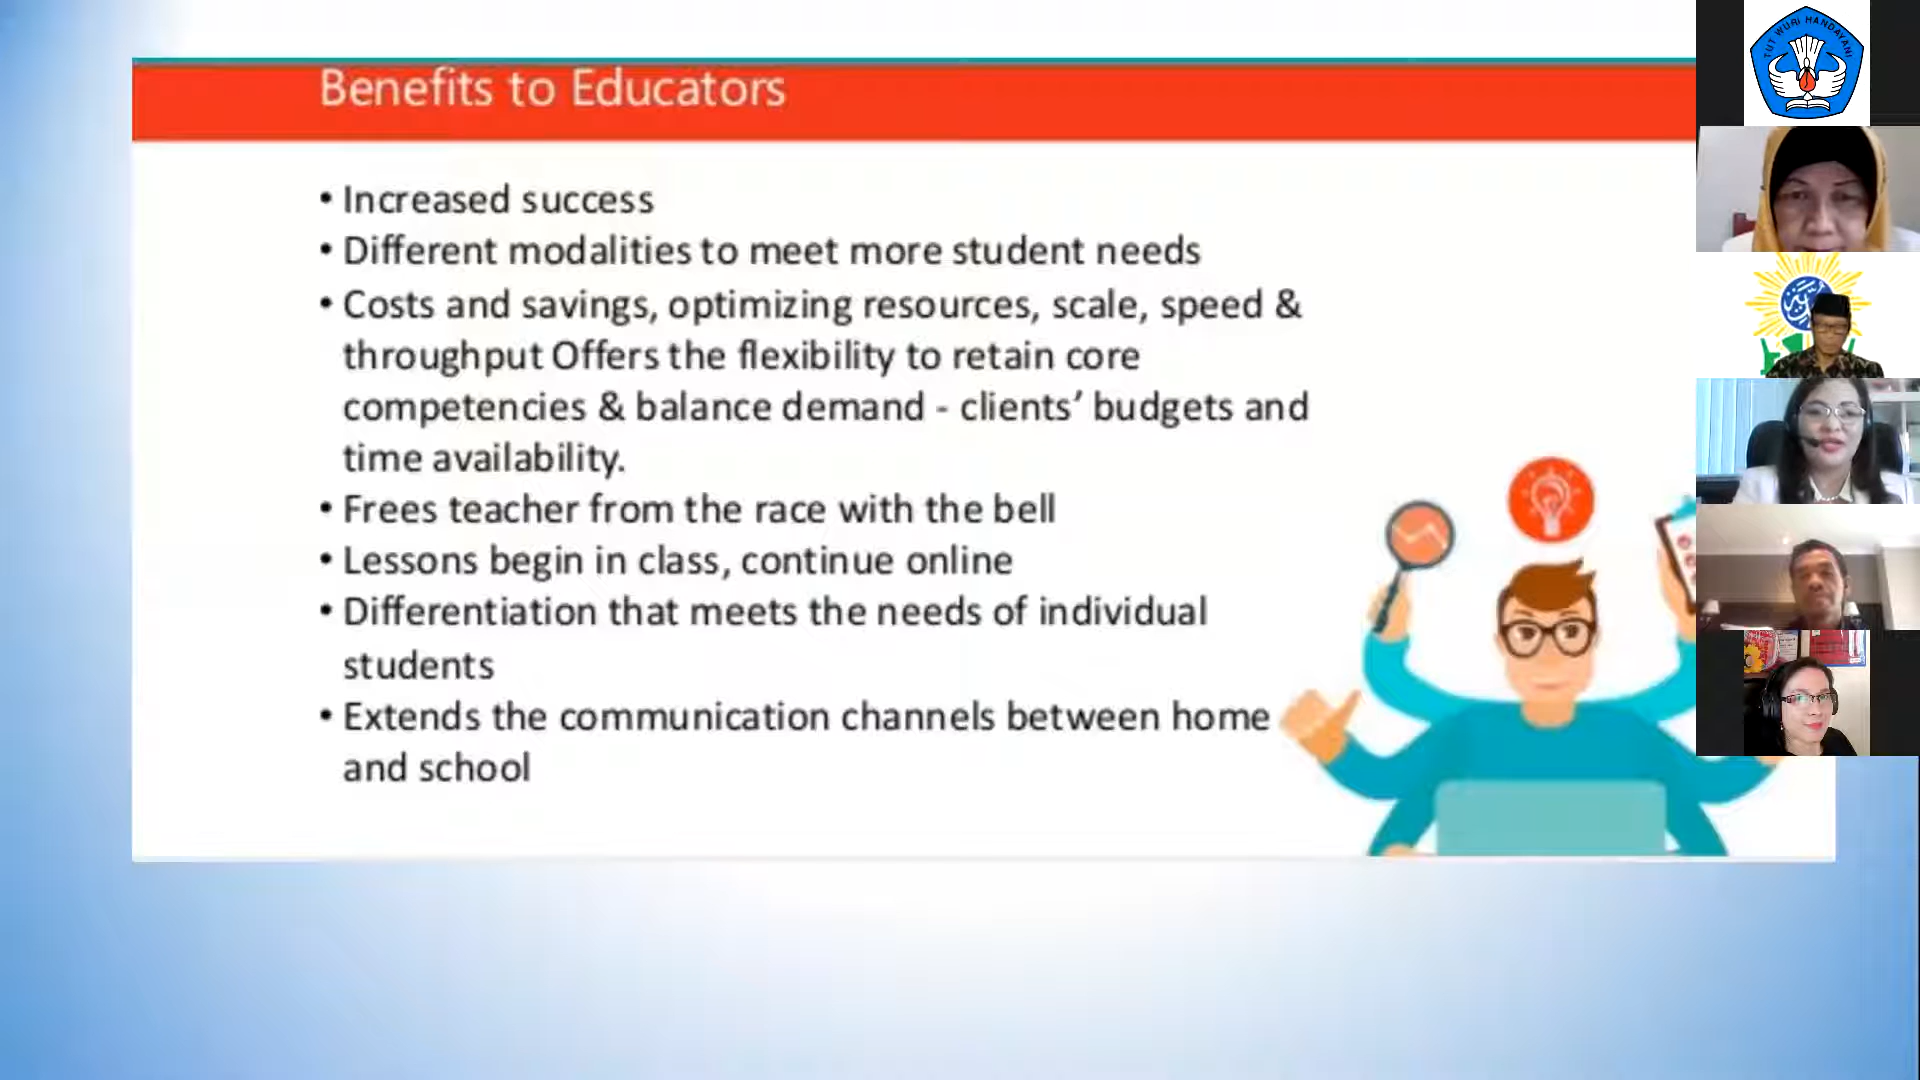 Benefits to Educators
• Increased success
• Different modalities to meet more student needs
• Costs and savings, optimizing resources, scale, speed &
throughput Offers the flexibility to retain core
competencies & balance demand - clients’ budgets and
time availability.
• Frees teacher from the race with the bell
• Lessons begin in class, continue online
• Differentiation that meets the needs of individual
students
• Extends the communication channels between home
and school
TUT WURI HANDAYANI